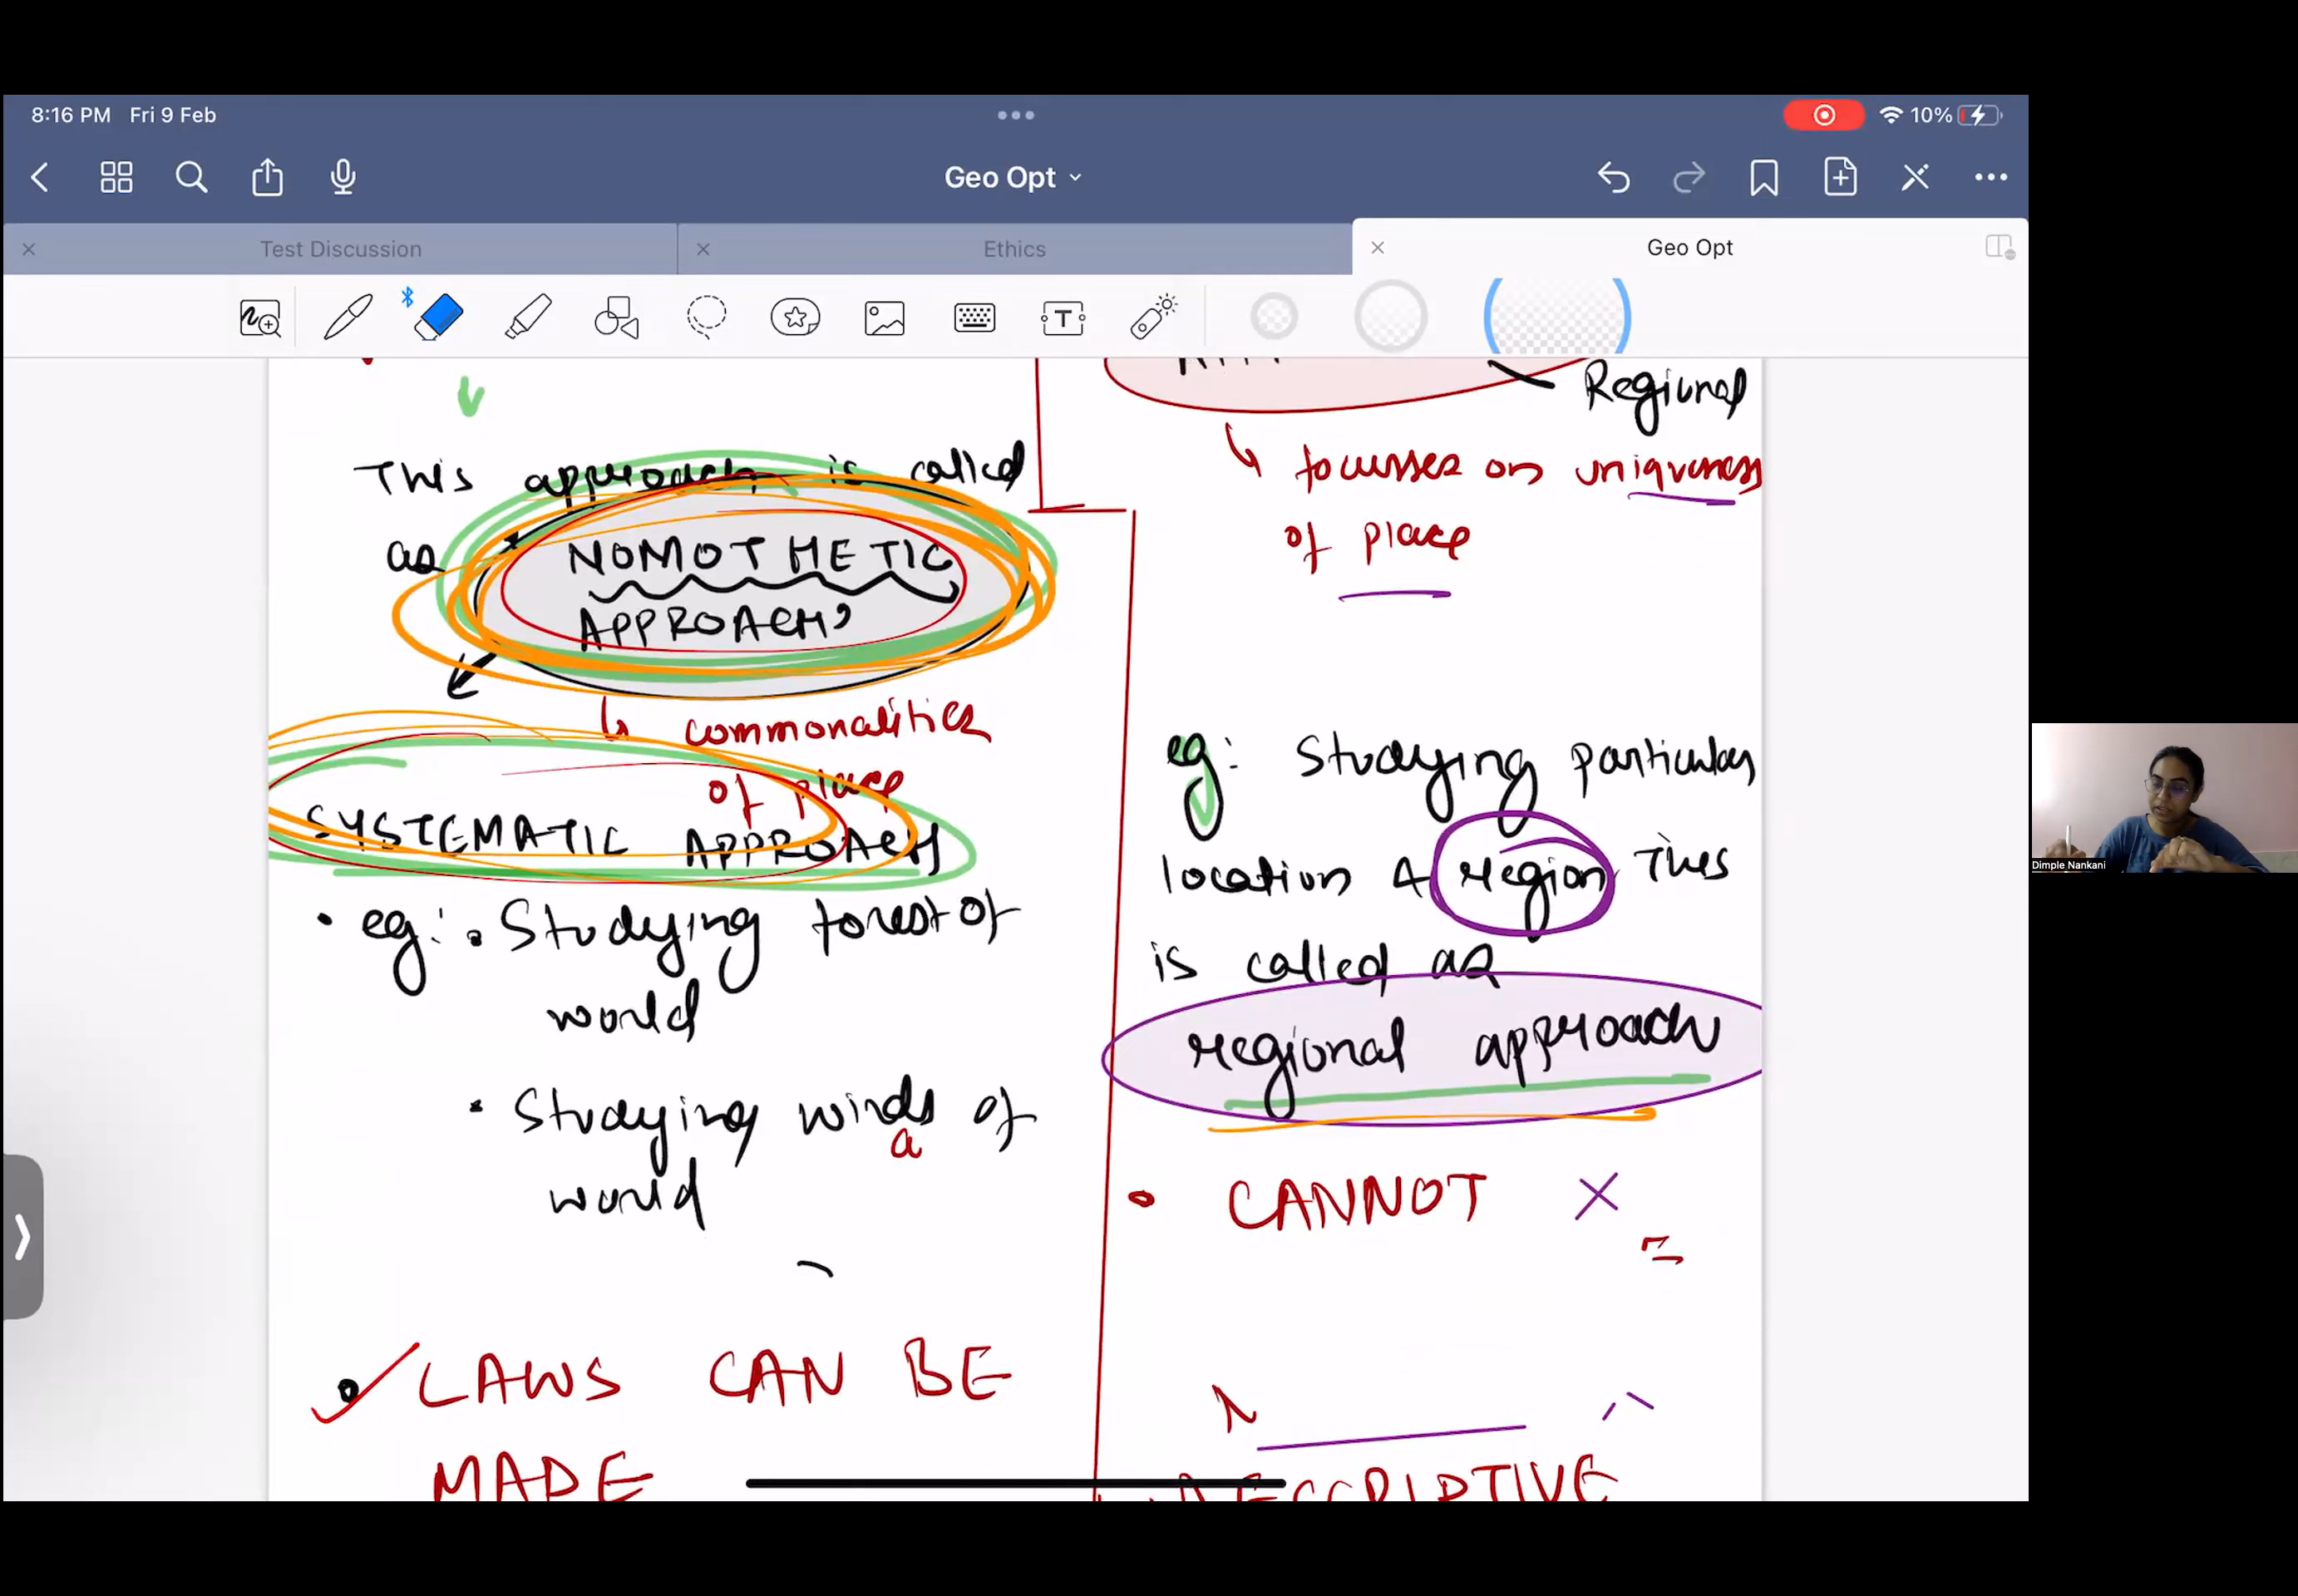 8:16 PM Fri 9 Feb
10%
Geo Opt
Test Discussion
Ethics
Geo Opt
T
This approach is called
as NOMOTHETIC
APPROACH'
commonalities
of place
SYSTEMATIC APPROACH
• eg: • Studying forest of
world
• Studying winds of
a
world
• LAWS CAN BE
MADE
Regional
focusses on uniqueness
of place
eg: Studying particular
location & region This
is called as
regional approach
• CANNOT X
DESCRIPTIVE
Dimple Nankani